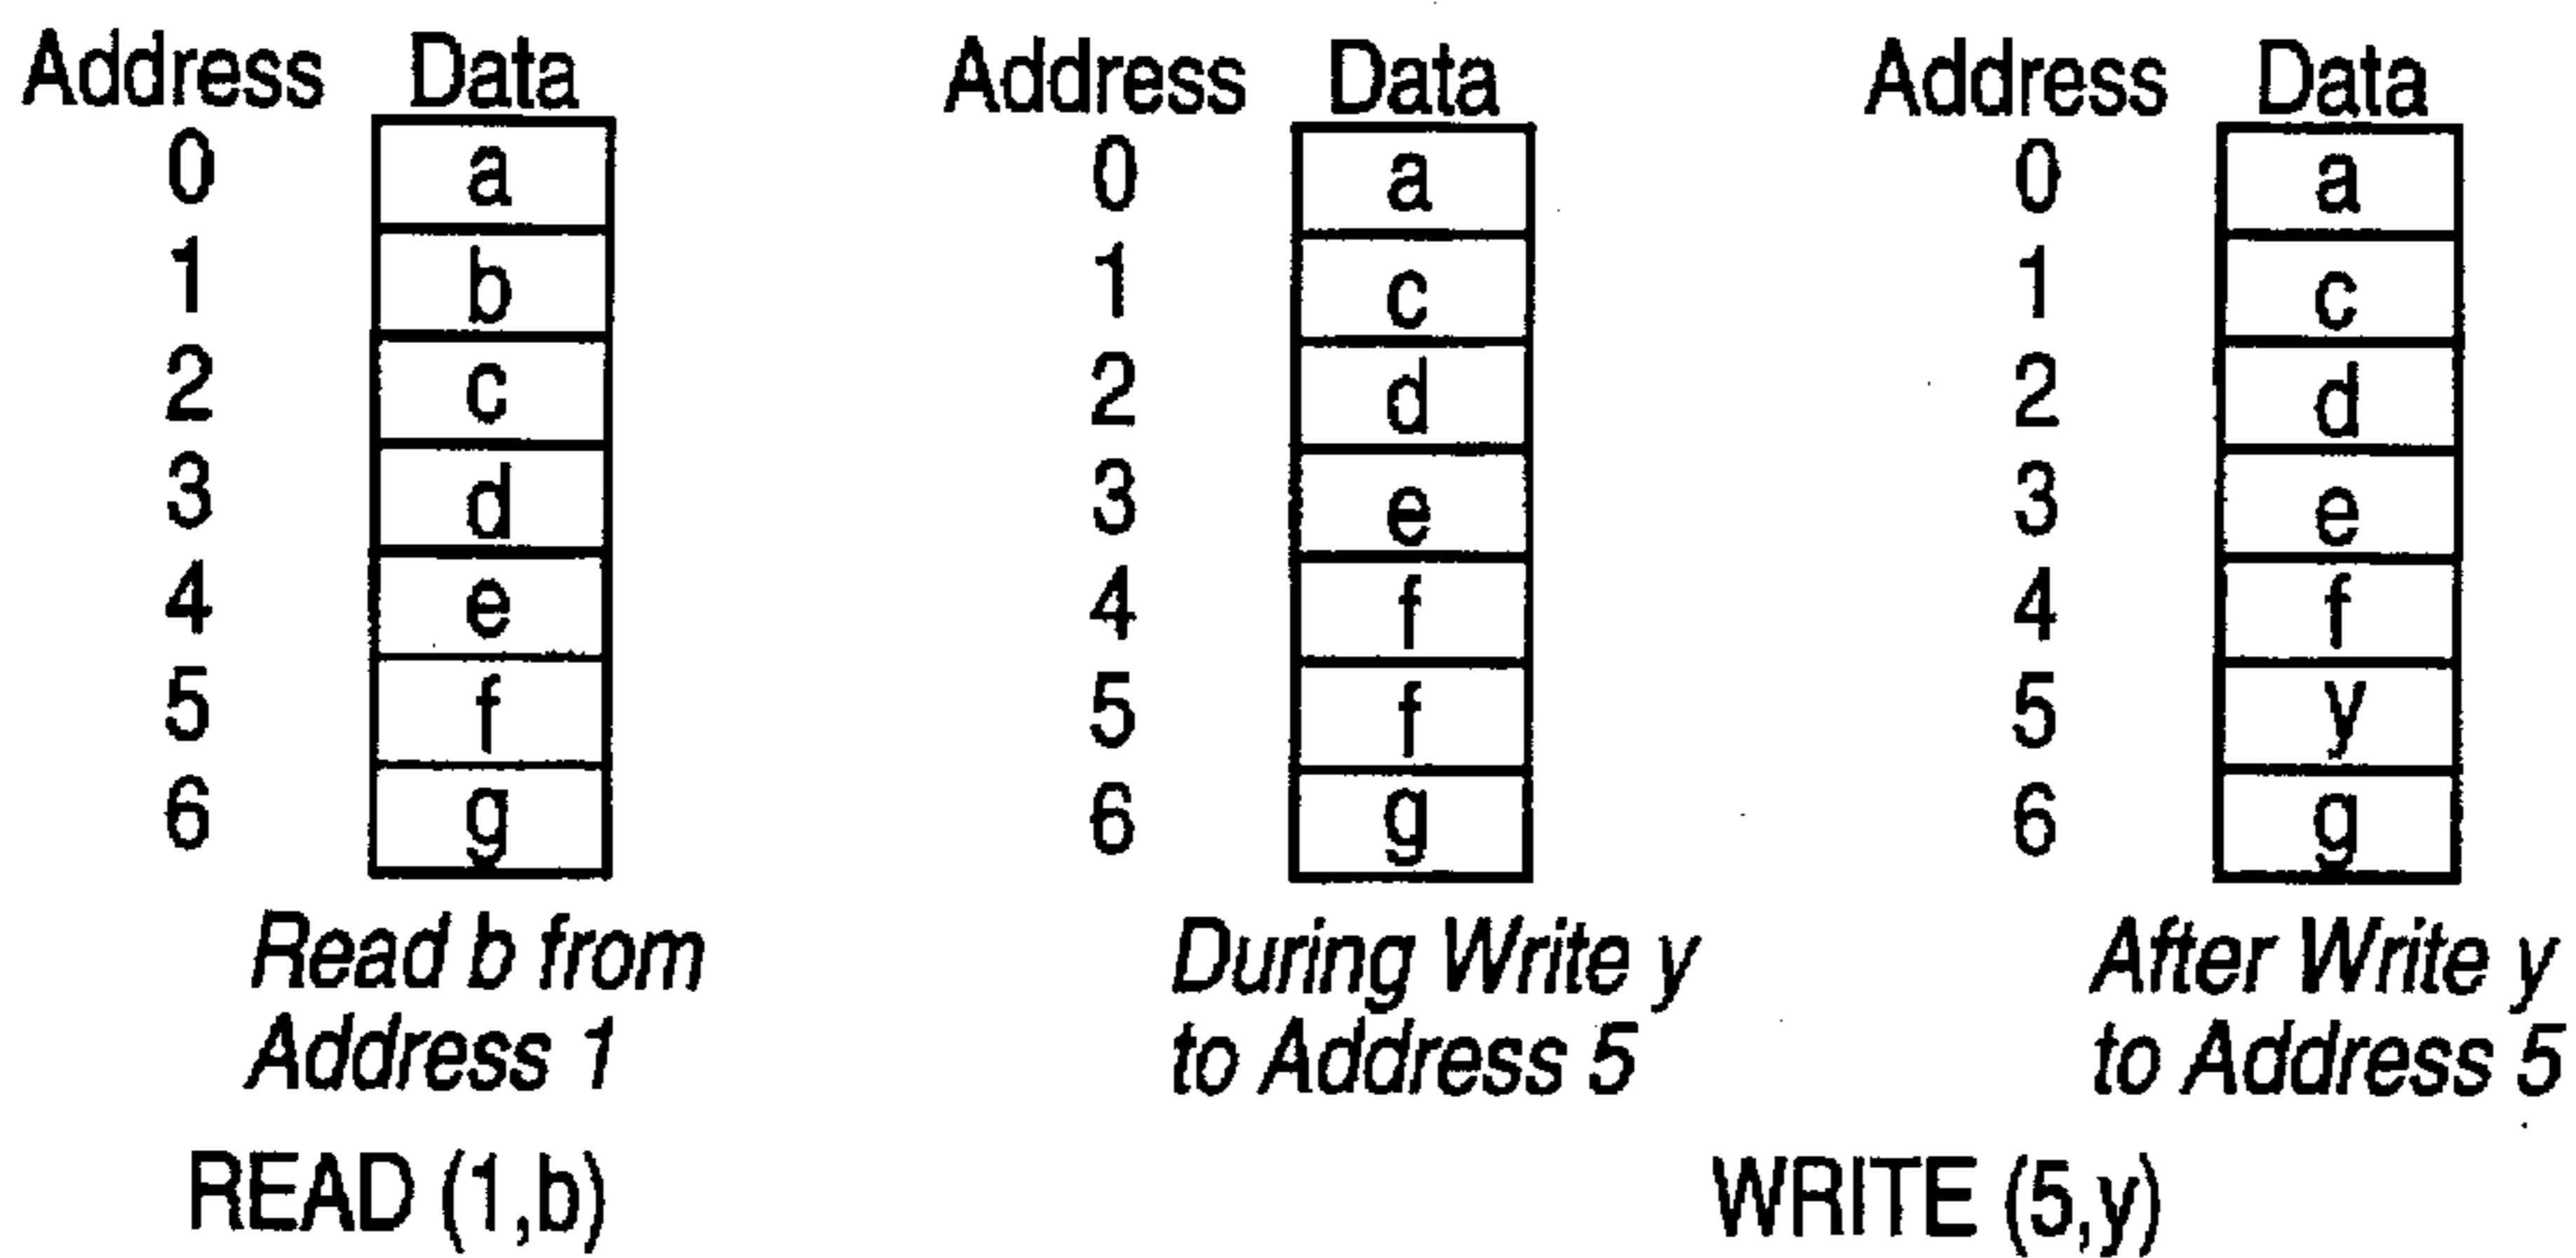 Address Data Address Data Address Data
0 a 0 a 0 a
1 b 1 c 1 c
2 c 2 d 2 d
3 d 3 e 3 e
4 e 4 f 4 f
5 f 5 f 5 y
6 g 6 g 6 g
Read b from During Write y After Write y
Address 1 to Address 5 to Address 5
READ (1,b) WRITE (5,y)